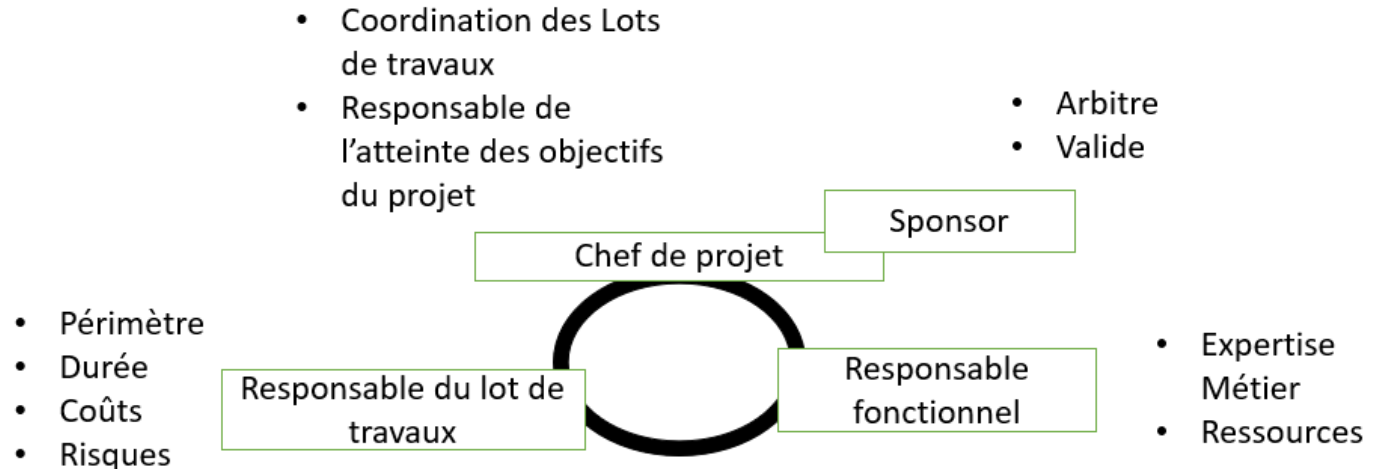 • Coordination des Lots
de travaux
• Responsable de
l’atteinte des objectifs
du projet
• Arbitre
• Valide
Sponsor
Chef de projet
• Périmètre
• Durée
• Coûts
• Risques
Responsable du lot de
travaux
Responsable
fonctionnel
• Expertise
Métier
• Ressources